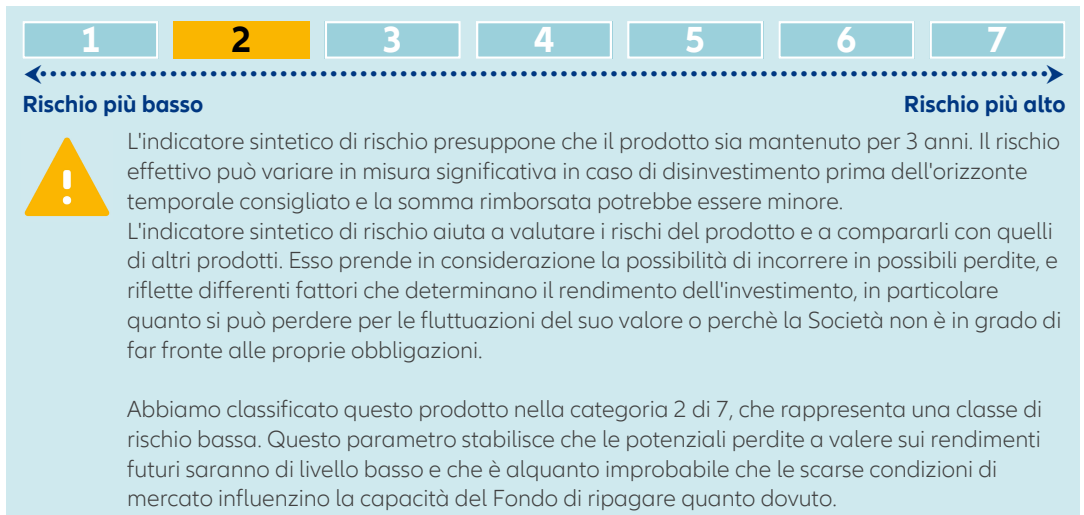 1 2 3 4 5 6 7
Rischio più basso Rischio più alto
L'indicatore sintetico di rischio presuppone che il prodotto sia mantenuto per 3 anni. Il rischio
effettivo può variare in misura significativa in caso di disinvestimento prima dell'orizzonte
temporale consigliato e la somma rimborsata potrebbe essere minore.
L'indicatore sintetico di rischio aiuta a valutare i rischi del prodotto e a compararli con quelli
di altri prodotti. Esso prende in considerazione la possibilità di incorrere in possibili perdite, e
riflette differenti fattori che determinano il rendimento dell'investimento, in particolare
quanto si può perdere per le fluttuazioni del suo valore o perchè la Società non è in grado di
far fronte alle proprie obbligazioni.
Abbiamo classificato questo prodotto nella categoria 2 di 7, che rappresenta una classe di
rischio bassa. Questo parametro stabilisce che le potenziali perdite a valere sui rendimenti
futuri saranno di livello basso e che è alquanto improbabile che le scarse condizioni di
mercato influenzino la capacità del Fondo di ripagare quanto dovuto.